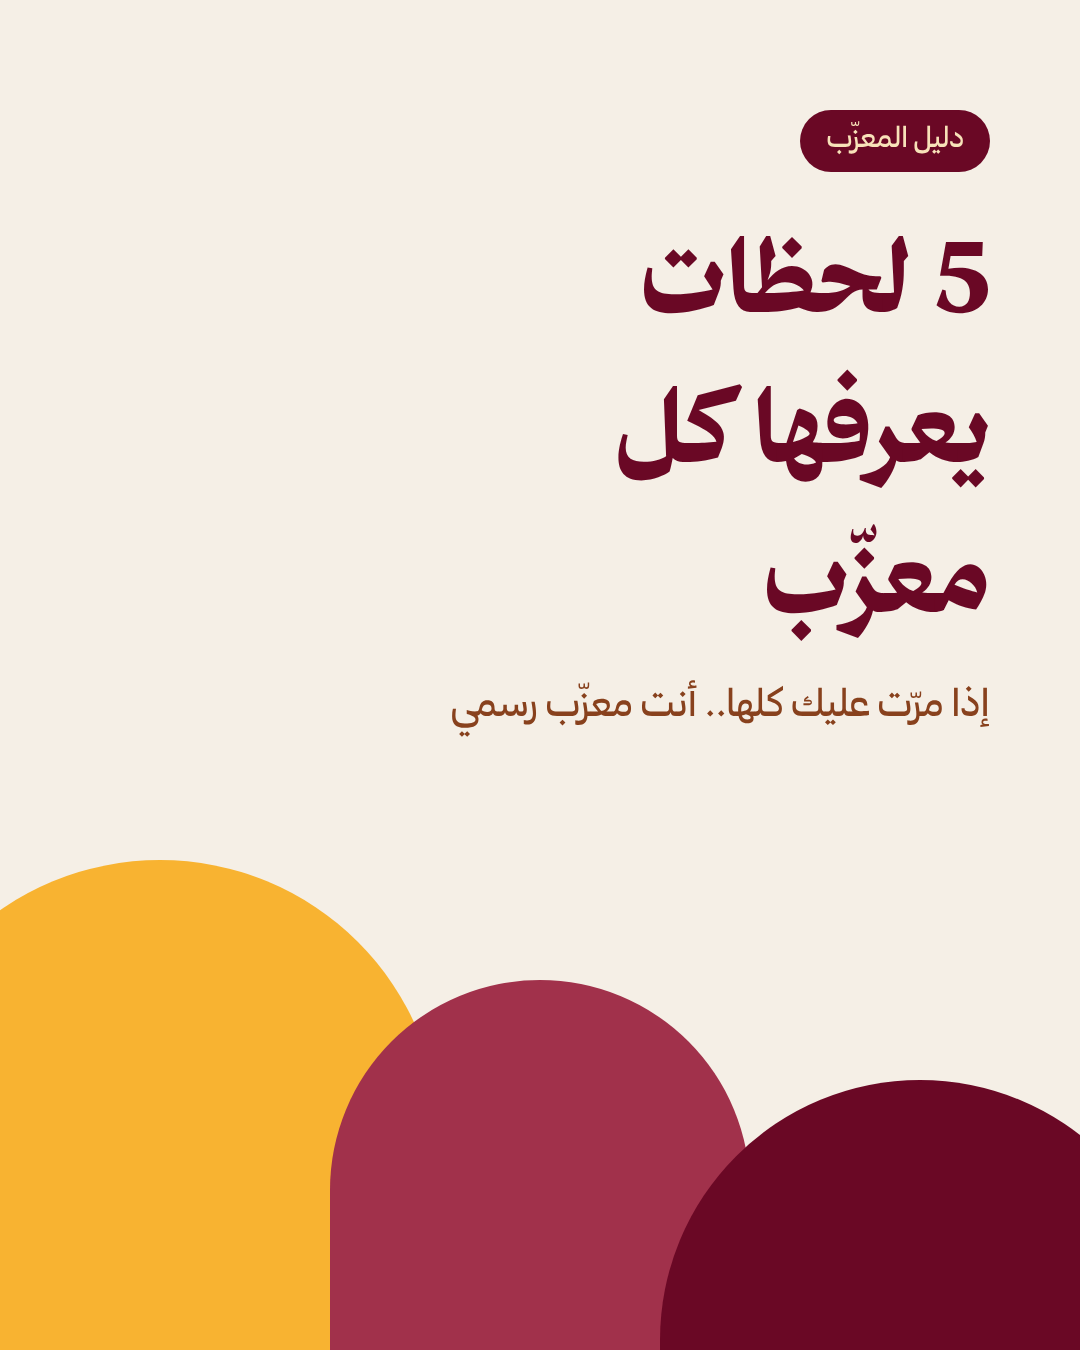 دليل المعزّب
5 لحظات
يعرفها كل
معزّب
إذا مرّت عليك كلها.. أنت معزّب رسمي